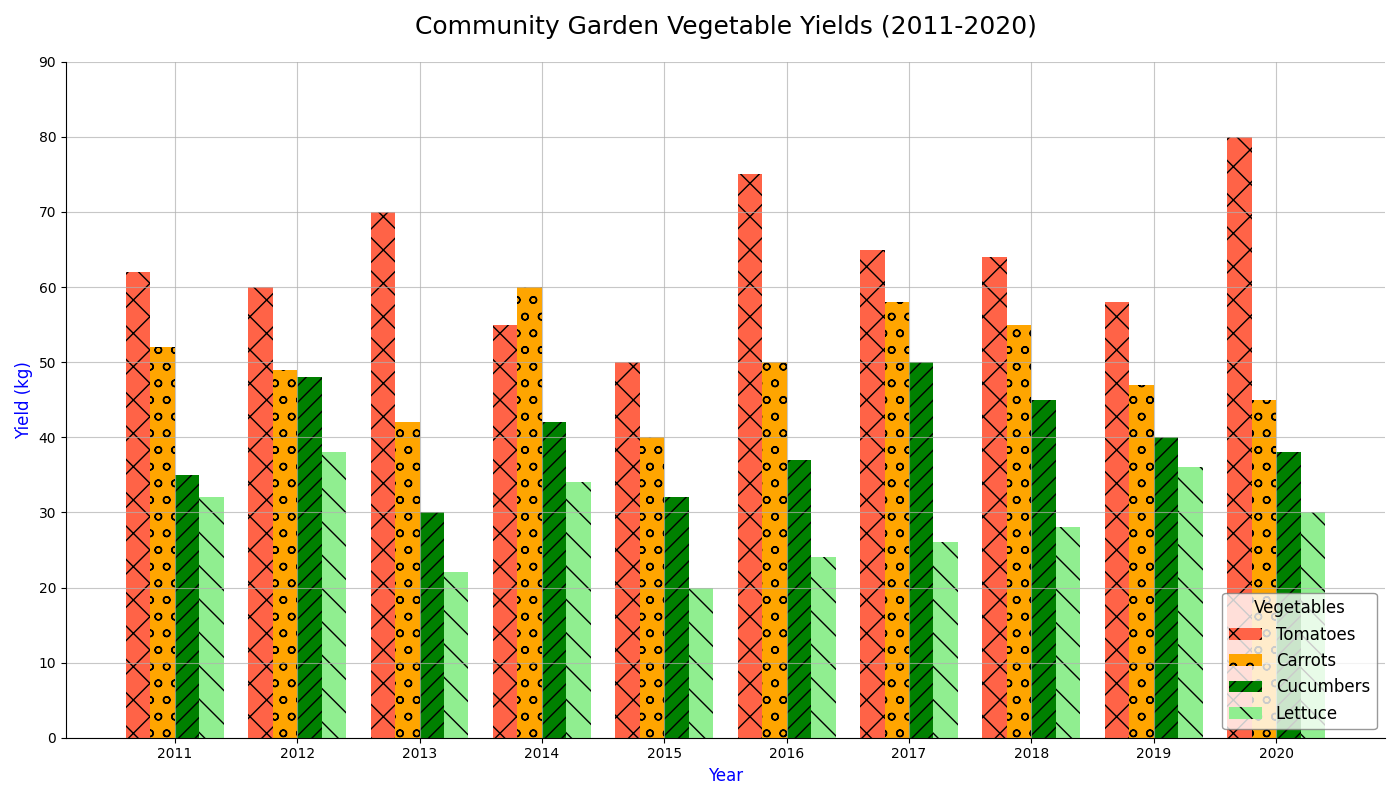 Community Garden Vegetable Yields (2011-2020)
90
80
70
60
50
40
30
20
10
0
Yield (kg)
2011 2012 2013 2014 2015 2016 2017 2018 2019 2020
Year
Vegetables
Tomatoes
Carrots
Cucumbers
Lettuce